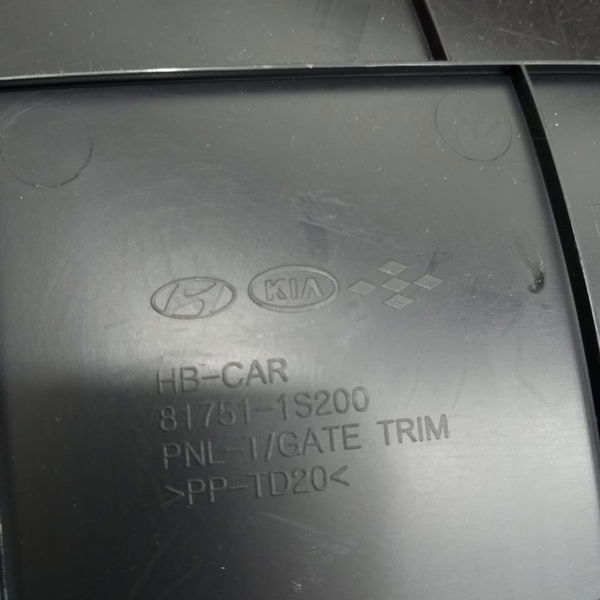 KIA
HB-CAR
81751-1S200
PNL-T/GATE TRIM
>PP-TD20<